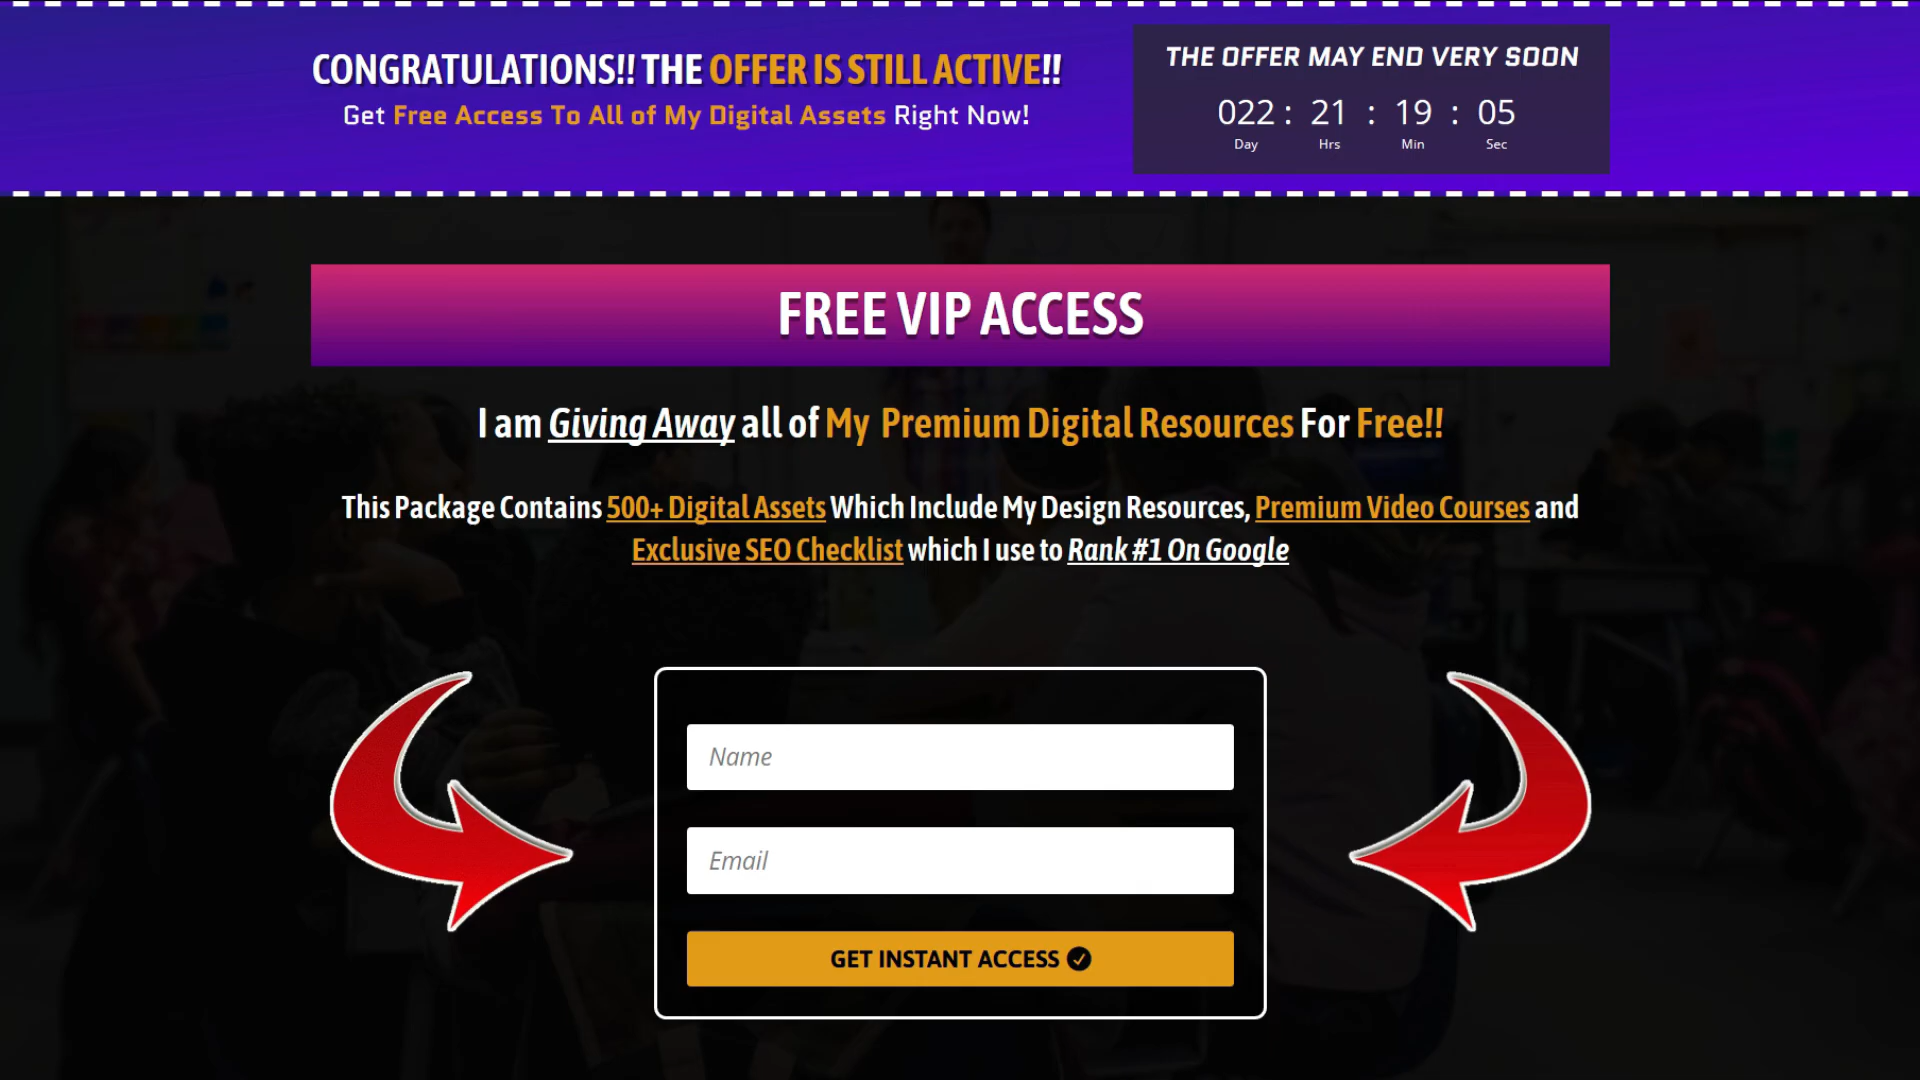 CONGRATULATIONS!! THE OFFER IS STILL ACTIVE!!
Get Free Access To All of My Digital Assets Right Now!
THE OFFER MAY END VERY SOON
022 : 21 : 19 : 05
Day Hrs Min Sec
FREE VIP ACCESS
I am Giving Away all of My Premium Digital Resources For Free!!
This Package Contains 500+ Digital Assets Which Include My Design Resources, Premium Video Courses and
Exclusive SEO Checklist which I use to Rank #1 On Google
Name
Email
GET INSTANT ACCESS